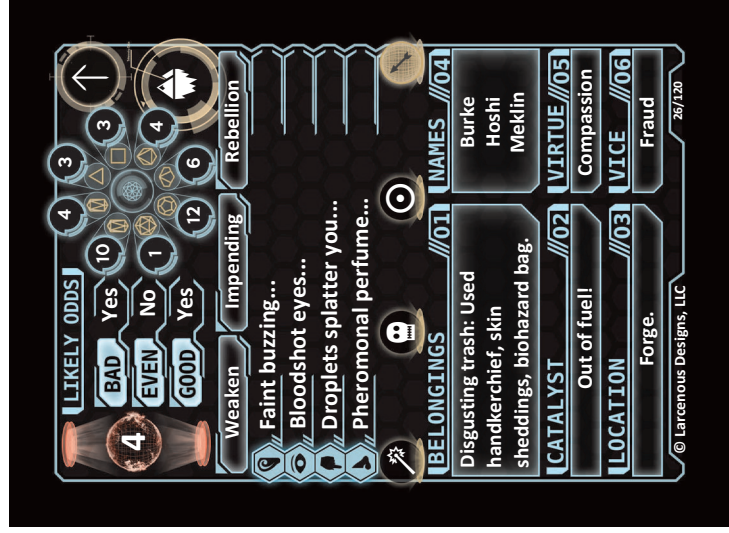 4
LIKELY ODDS
BAD Yes
EVEN No
GOOD Yes
10
4
3
3
4
6
12
1
Weaken Impending Rebellion
Faint buzzing...
Bloodshot eyes...
Droplets splatter you...
Pheromonal perfume...
BELONGINGS //01
Disgusting trash: Used
handkerchief, skin
sheddings, biohazard bag.
NAMES //04
Burke
Hoshi
Meklin
CATALYST //02
Out of fuel!
VIRTUE //05
Compassion
LOCATION //03
Forge.
VICE //06
Fraud
© Larcenous Designs, LLC
26/120